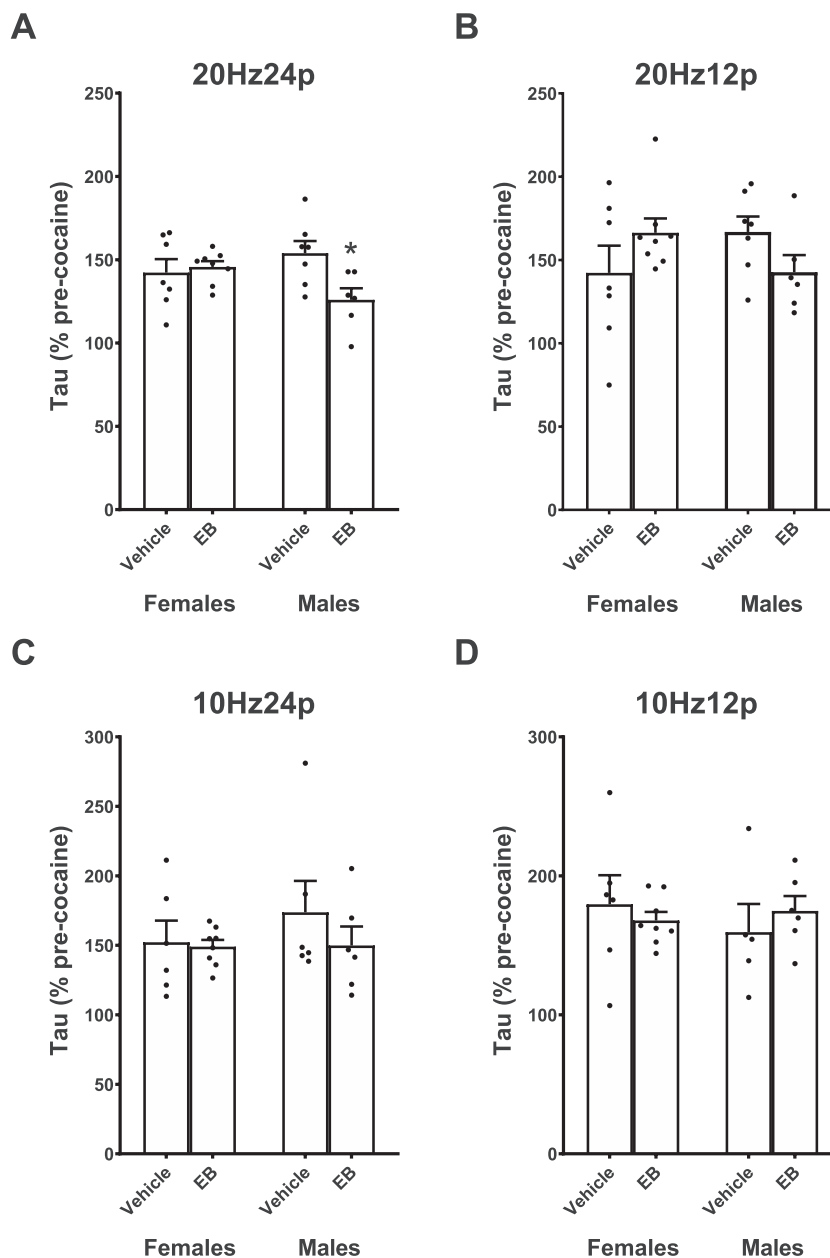 A
B
20Hz24p
20Hz12p
250
200
150
100
50
0
Tau (% pre-cocaine)
*
Vehicle
EB
Vehicle
EB
Females
Males
250
200
150
100
50
0
Tau (% pre-cocaine)
Vehicle
EB
Vehicle
EB
Females
Males
C
D
10Hz24p
10Hz12p
300
250
200
150
100
50
0
Tau (% pre-cocaine)
Vehicle
EB
Vehicle
EB
Females
Males
300
200
100
0
Tau (% pre-cocaine)
Vehicle
EB
Vehicle
EB
Females
Males